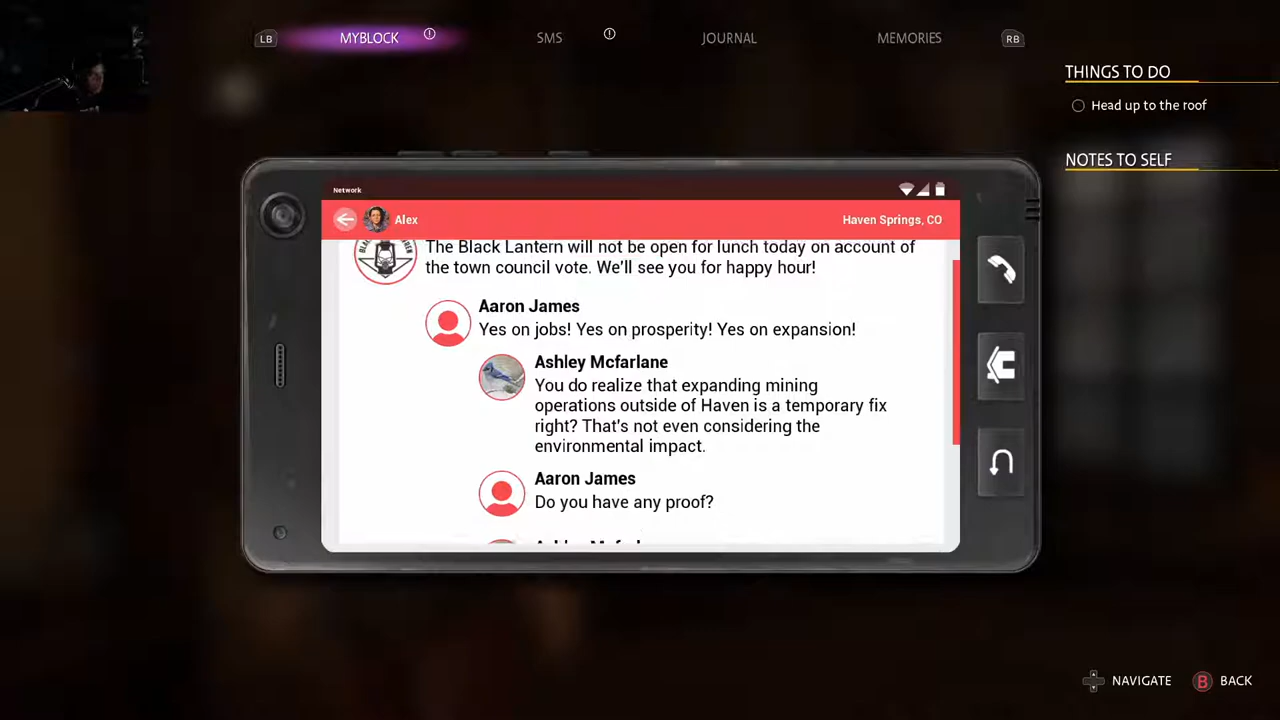 LB
MYBLOCK
SMS
JOURNAL
MEMORIES
RB
THINGS TO DO
Head up to the roof
NOTES TO SELF
Network
Alex
Haven Springs, CO
The Black Lantern will not be open for lunch today on account of
the town council vote. We'll see you for happy hour!
Aaron James
Yes on jobs! Yes on prosperity! Yes on expansion!
Ashley Mcfarlane
You do realize that expanding mining
operations outside of Haven is a temporary fix
right? That's not even considering the
environmental impact.
Aaron James
Do you have any proof?
NAVIGATE
B BACK